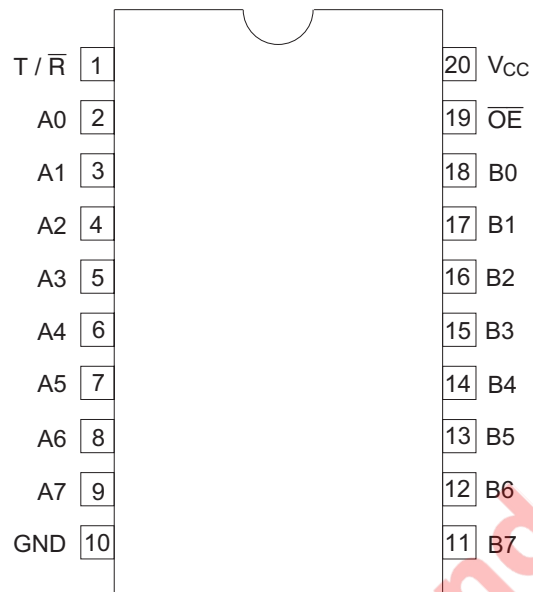 T / R̅ 1 20 VCC
A0 2 19 O̅E̅
A1 3 18 B0
A2 4 17 B1
A3 5 16 B2
A4 6 15 B3
A5 7 14 B4
A6 8 13 B5
A7 9 12 B6
GND 10 11 B7